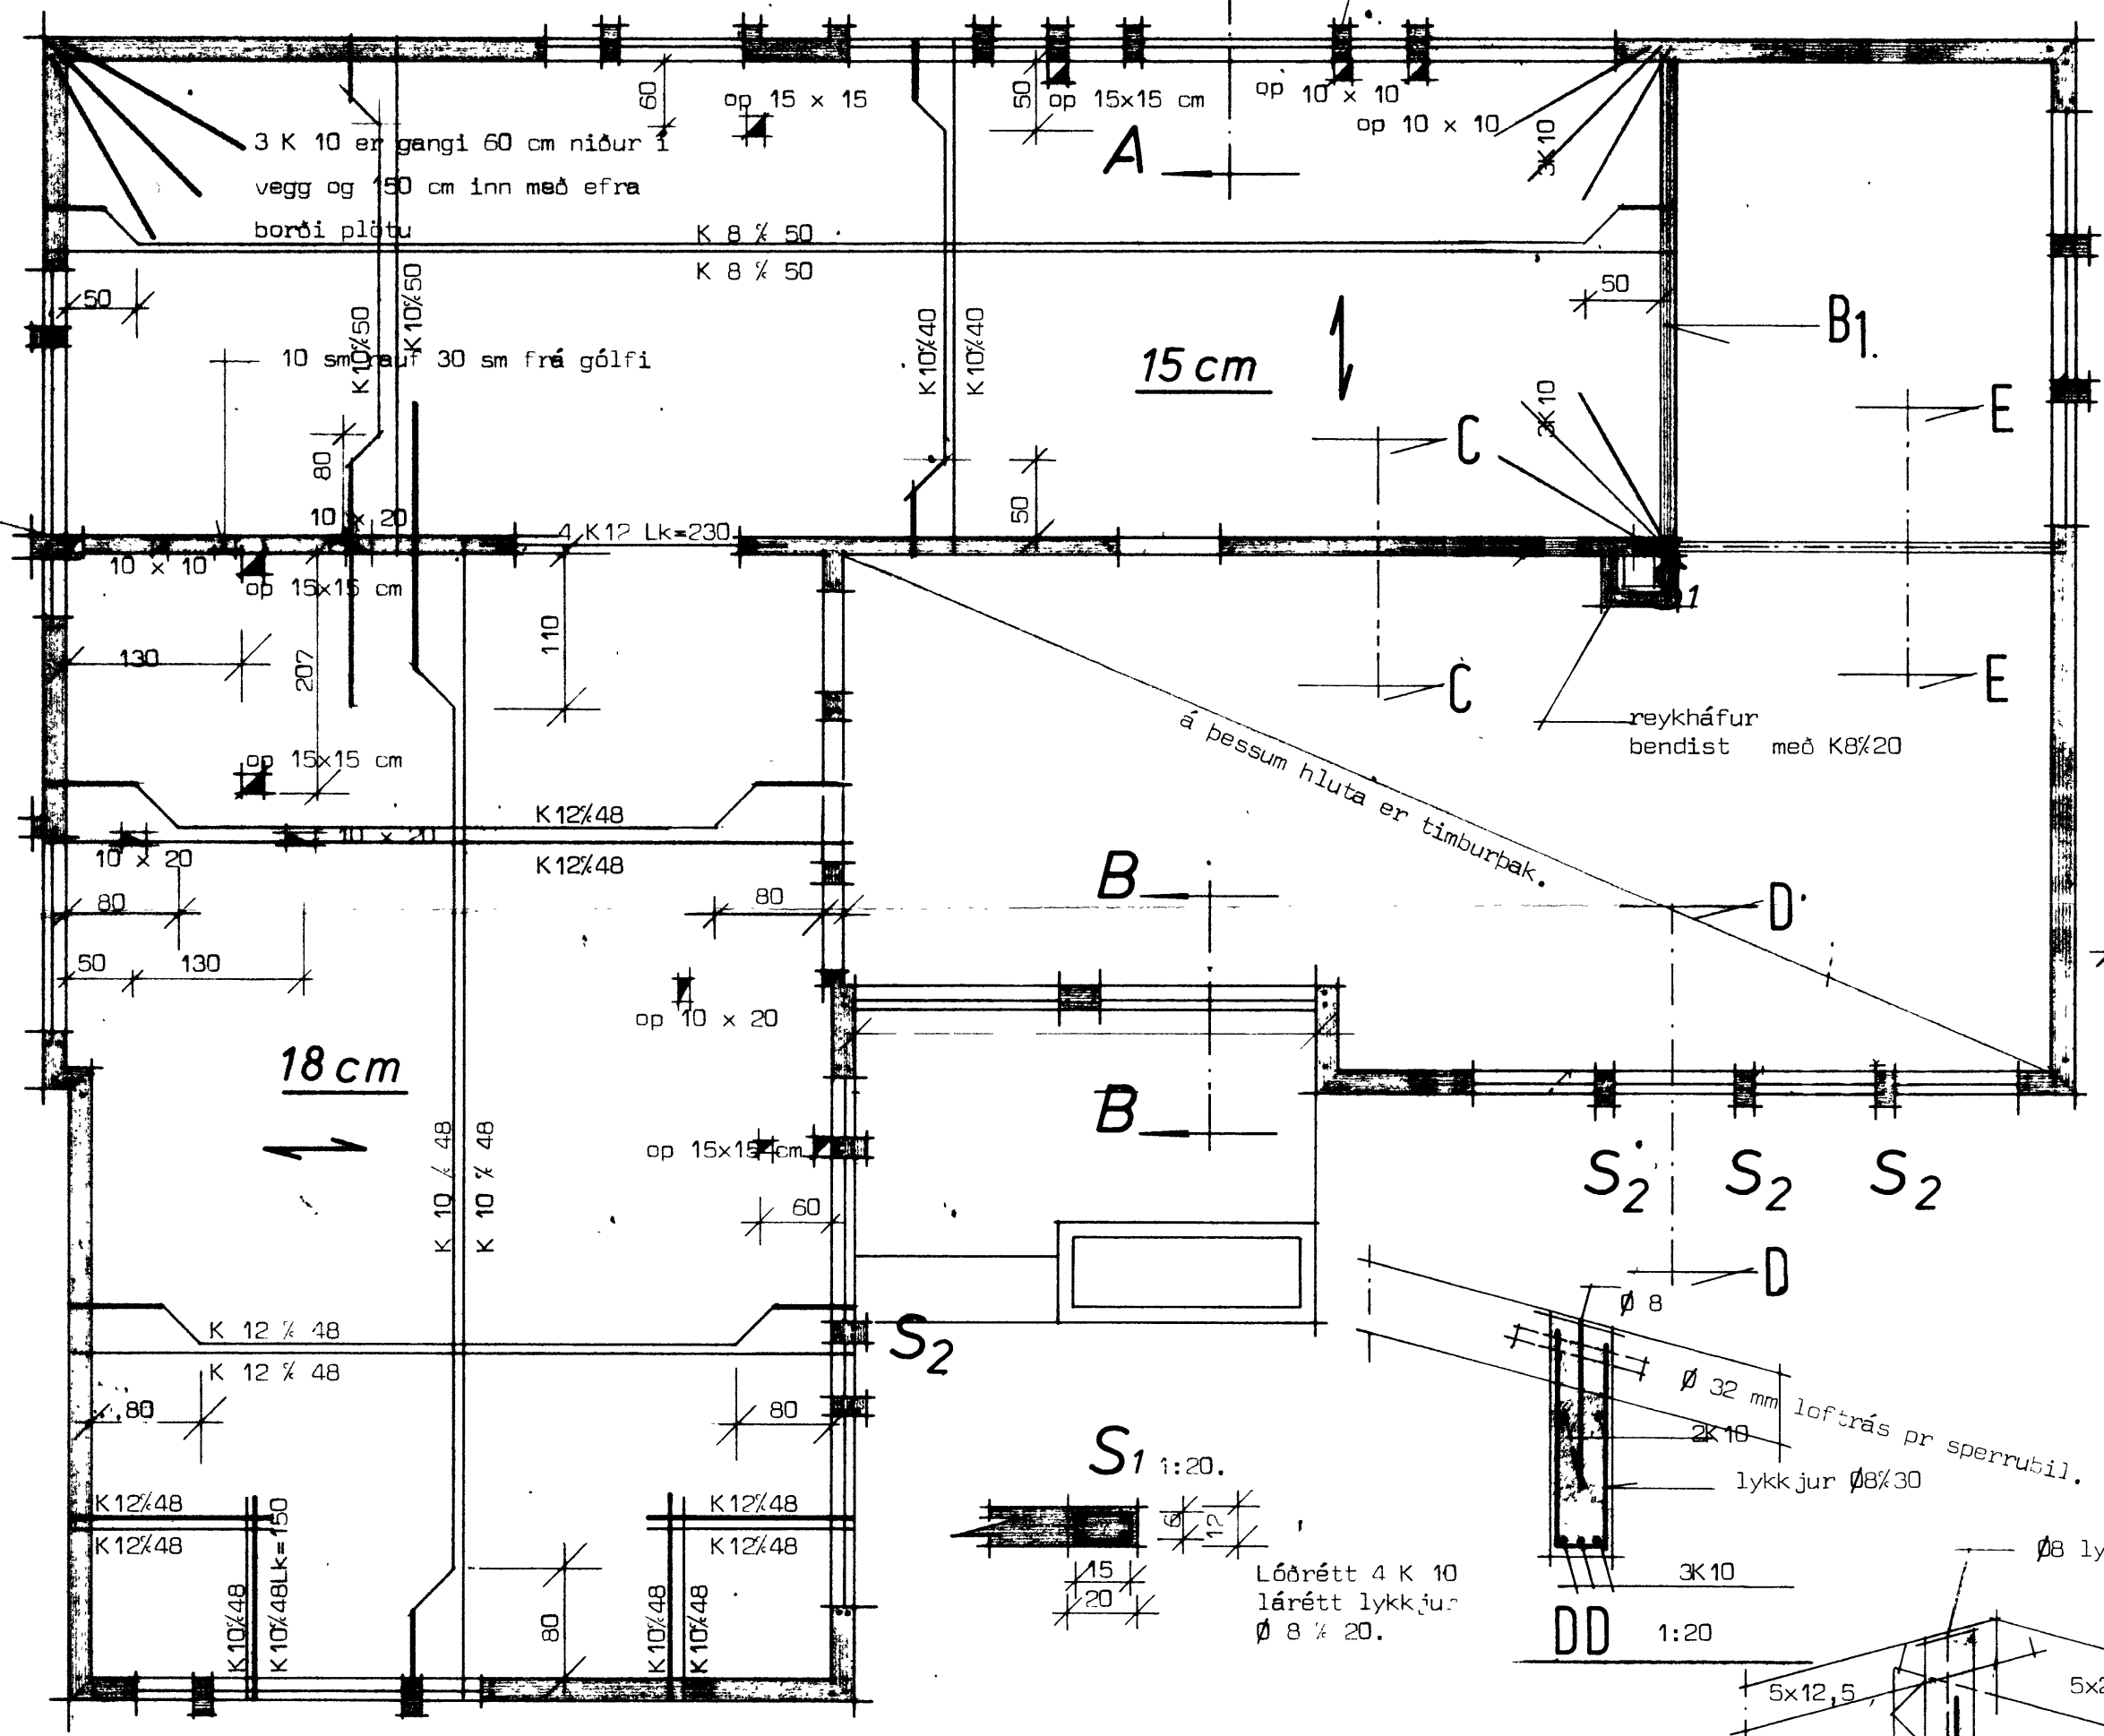 op 15 x 15
op 15x15 cm
op 10 x 10
op 10 x 10
60
50
3 K 10 er gangi 60 cm niður í
vegg og 150 cm inn með efra
borði plötu
A
3K10
K 8 % 50
K 8 % 50
50
50
K10%50
K10%50
K10%40
K10%40
B1.
10 sm rauf 30 sm frá gólfi
15 cm
E
3K10
C
80
50
10 x 20
4 K12 Lk=230
10 x 10
op 15x15 cm
1
130
207
110
C
E
reykháfur
bendist með K8%20
á þessum hluta er timburþak.
op 15x15 cm
K12%48
10 x 20
10 x 20
K12%48
80
80
B
D
50
130
op 10 x 20
18 cm
B
K 10 % 48
K 10 % 48
op 15x15 cm
S2
S2
S2
60
D
Ø 8
K 12 % 48
K 12 % 48
S2
80
80
Ø 32 mm loftrás pr sperrubil.
2K10
S1 1:20.
lykkjur Ø8%30
K12%48
K12%48
K12%48
K12%48
6
12
15
20
Lóðrétt 4 K 10
lárétt lykkjur
Ø 8 % 20.
3K10
Ø8 ly
K10%48
K10%48Lk=150
80
K10%48
K10%48
DD 1:20
5x12,5
5x2